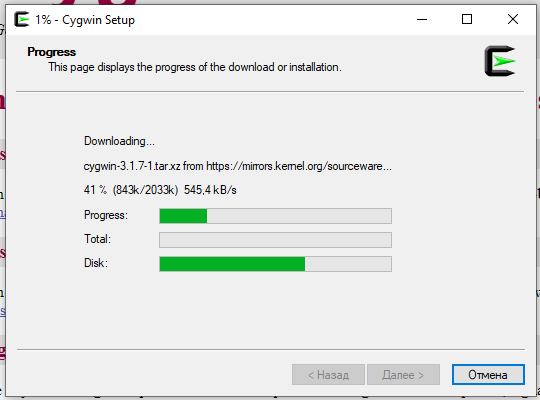 1% - Cygwin Setup
Progress
This page displays the progress of the download or installation.
Downloading...
cygwin-3.1.7-1.tar.xz from https://mirrors.kernel.org/sourceware...
41 % (843k/2033k) 545,4 kB/s
Progress:
Total:
Disk:
< Назад
Далее >
Отмена